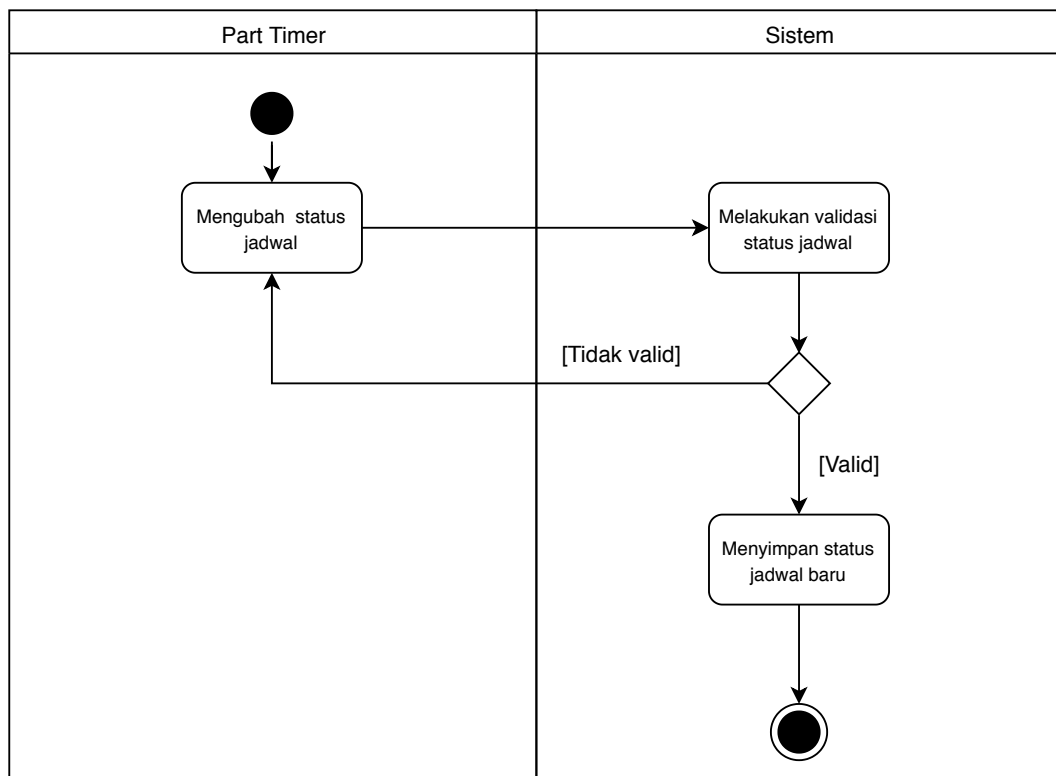 Part Timer
Sistem
Mengubah status
jadwal
Melakukan validasi
status jadwal
[Tidak valid]
[Valid]
Menyimpan status
jadwal baru